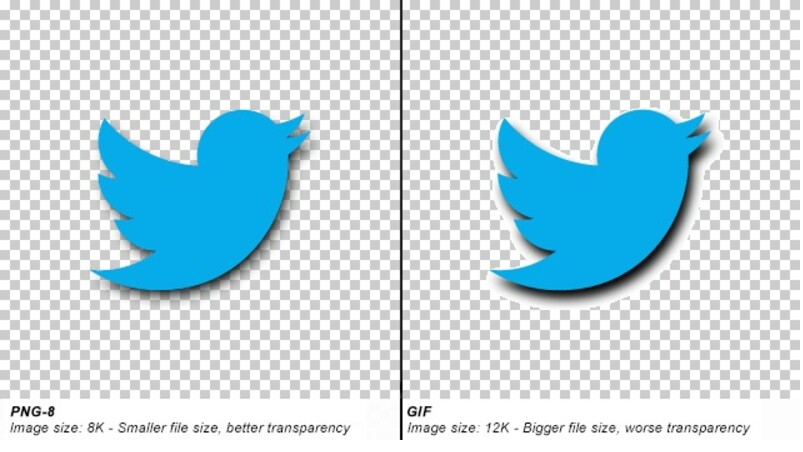 PNG-8
Image size: 8K - Smaller file size, better transparency
GIF
Image size: 12K - Bigger file size, worse transparency